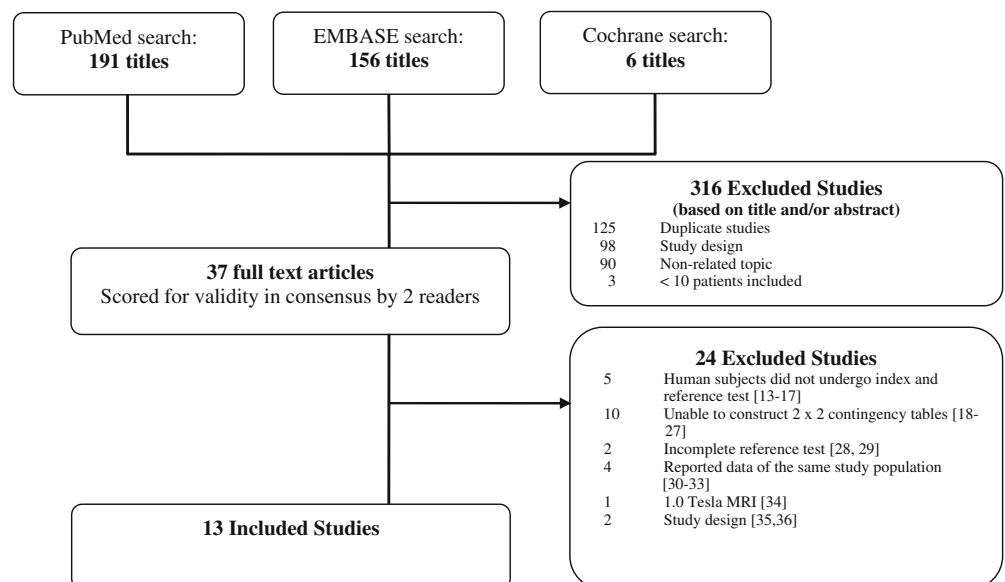 PubMed search:
191 titles
EMBASE search:
156 titles
Cochrane search:
6 titles
316 Excluded Studies
(based on title and/or abstract)
125 Duplicate studies
98 Study design
90 Non-related topic
3 < 10 patients included
37 full text articles
Scored for validity in consensus by 2 readers
24 Excluded Studies
5 Human subjects did not undergo index and
reference test [13-17]
10 Unable to construct 2 x 2 contingency tables [18-
27]
2 Incomplete reference test [28, 29]
4 Reported data of the same study population
[30-33]
1 1.0 Tesla MRI [34]
2 Study design [35,36]
13 Included Studies